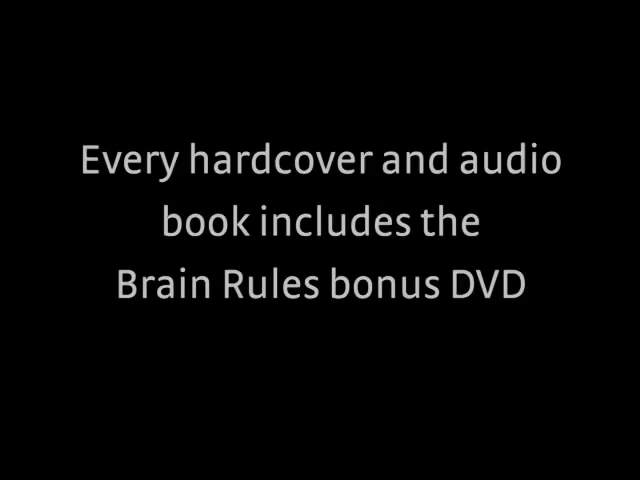 Every hardcover and audio
book includes the
Brain Rules bonus DVD